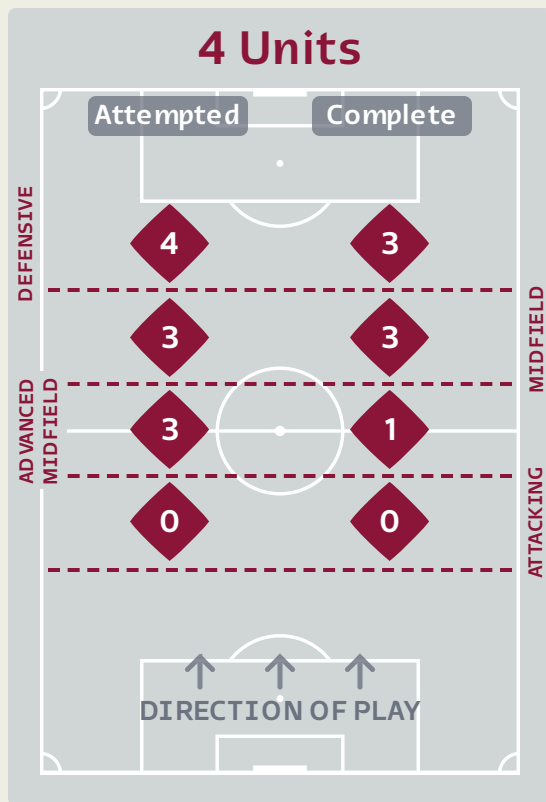 4 Units
Attempted
Complete
DEFENSIVE
4
3
MIDFIELD
3
3
ADVANCED
MIDFIELD
3
1
ATTACKING
0
0
DIRECTION OF PLAY